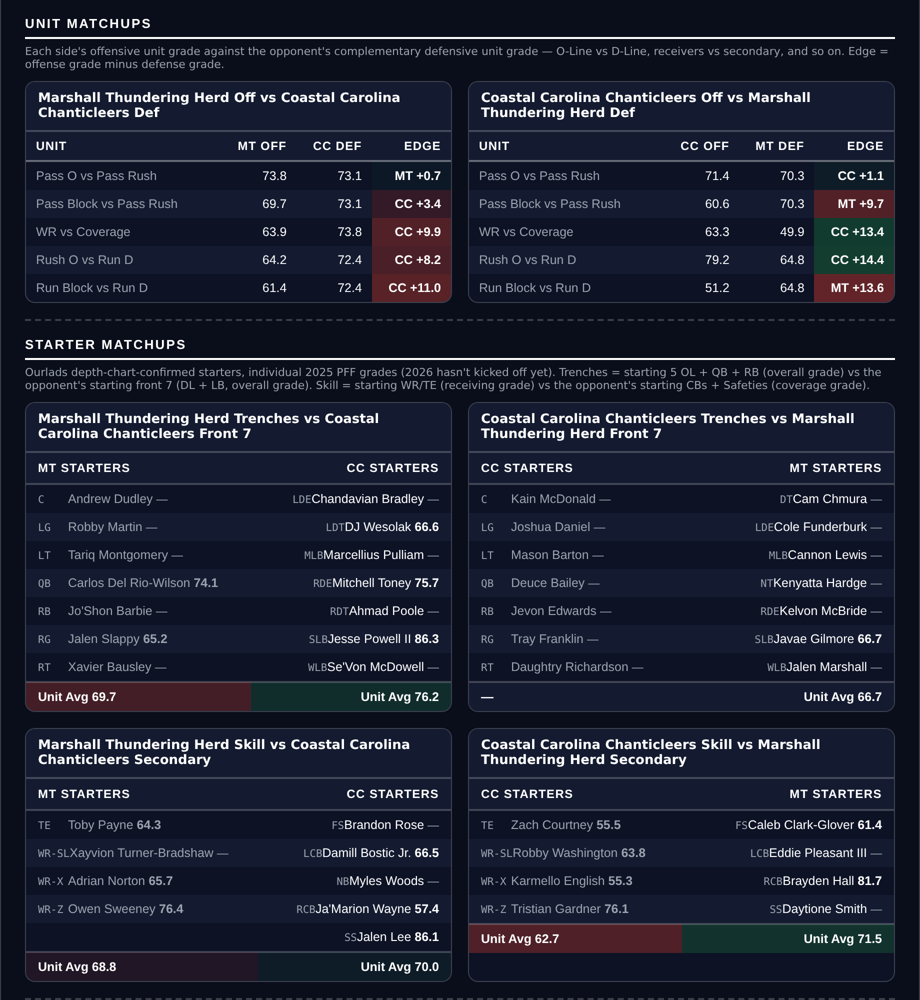 UNIT MATCHUPS
Each side's offensive unit grade against the opponent's complementary defensive unit grade — O-Line vs D-Line, receivers vs secondary, and so on. Edge =
offense grade minus defense grade.
Marshall Thundering Herd Off vs Coastal Carolina
Chanticleers Def
UNIT MT OFF CC DEF EDGE
Pass O vs Pass Rush 73.8 73.1 MT +0.7
Pass Block vs Pass Rush 69.7 73.1 CC +3.4
WR vs Coverage 63.9 73.8 CC +9.9
Rush O vs Run D 64.2 72.4 CC +8.2
Run Block vs Run D 61.4 72.4 CC +11.0
Coastal Carolina Chanticleers Off vs Marshall
Thundering Herd Def
UNIT CC OFF MT DEF EDGE
Pass O vs Pass Rush 71.4 70.3 CC +1.1
Pass Block vs Pass Rush 60.6 70.3 MT +9.7
WR vs Coverage 63.3 49.9 CC +13.4
Rush O vs Run D 79.2 64.8 CC +14.4
Run Block vs Run D 51.2 64.8 MT +13.6
STARTER MATCHUPS
Ourlads depth-chart-confirmed starters, individual 2025 PFF grades (2026 hasn't kicked off yet). Trenches = starting 5 OL + QB + RB (overall grade) vs the
opponent's starting front 7 (DL + LB, overall grade). Skill = starting WR/TE (receiving grade) vs the opponent's starting CBs + Safeties (coverage grade).
Marshall Thundering Herd Trenches vs Coastal
Carolina Chanticleers Front 7
MT STARTERS CC STARTERS
C Andrew Dudley — LDEChandavian Bradley —
LG Robby Martin — LDTDJ Wesolak 66.6
LT Tariq Montgomery — MLBMarcellius Pulliam —
QB Carlos Del Rio-Wilson 74.1 RDEMitchell Toney 75.7
RB Jo'Shon Barbie — RDTAhmad Poole —
RG Jalen Slappy 65.2 SLBJesse Powell II 86.3
RT Xavier Bausley — WLBSe'Von McDowell —
Unit Avg 69.7 Unit Avg 76.2
Coastal Carolina Chanticleers Trenches vs Marshall
Thundering Herd Front 7
CC STARTERS MT STARTERS
C Kain McDonald — DTCam Chmura —
LG Joshua Daniel — LDECole Funderburk —
LT Mason Barton — MLBCannon Lewis —
QB Deuce Bailey — NTKenyatta Hardge —
RB Jevon Edwards — RDEKelvon McBride —
RG Tray Franklin — SLBJavae Gilmore 66.7
RT Daughtry Richardson — WLBJalen Marshall —
— Unit Avg 66.7
Marshall Thundering Herd Skill vs Coastal Carolina
Chanticleers Secondary
MT STARTERS CC STARTERS
TE Toby Payne 64.3 FSBrandon Rose —
WR-SLXayvion Turner-Bradshaw — LCBDamill Bostic Jr. 66.5
WR-X Adrian Norton 65.7 NBMyles Woods —
WR-Z Owen Sweeney 76.4 RCBJa'Marion Wayne 57.4
SSJalen Lee 86.1
Unit Avg 68.8 Unit Avg 70.0
Coastal Carolina Chanticleers Skill vs Marshall
Thundering Herd Secondary
CC STARTERS MT STARTERS
TE Zach Courtney 55.5 FSCaleb Clark-Glover 61.4
WR-SLRobby Washington 63.8 LCBEddie Pleasant III —
WR-X Karmello English 55.3 RCBBrayden Hall 81.7
WR-Z Tristian Gardner 76.1 SSDaytione Smith —
Unit Avg 62.7 Unit Avg 71.5